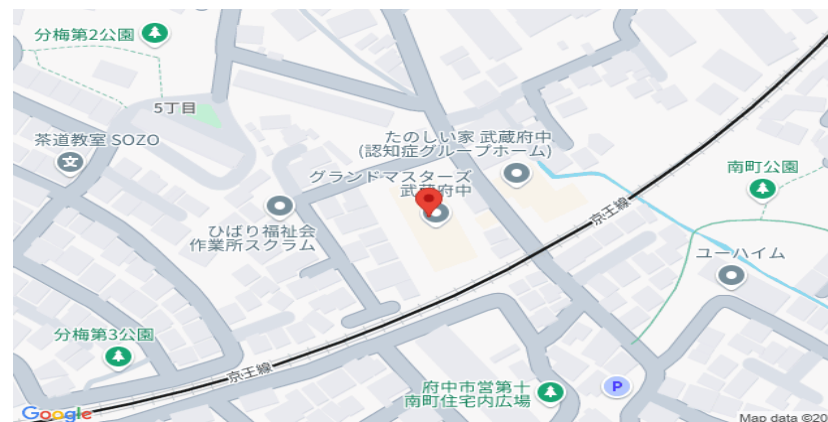 分梅第2公園
5丁目
茶道教室 SOZO
たのしい家 武蔵府中
(認知症グループホーム)
グランドマスターズ
武蔵府中
南町公園
京王線
ひばり福祉会
作業所スクラム
ユーハイム
分梅第3公園
京王線
府中市営第十
南町住宅内広場
P
Google
Map data ©20